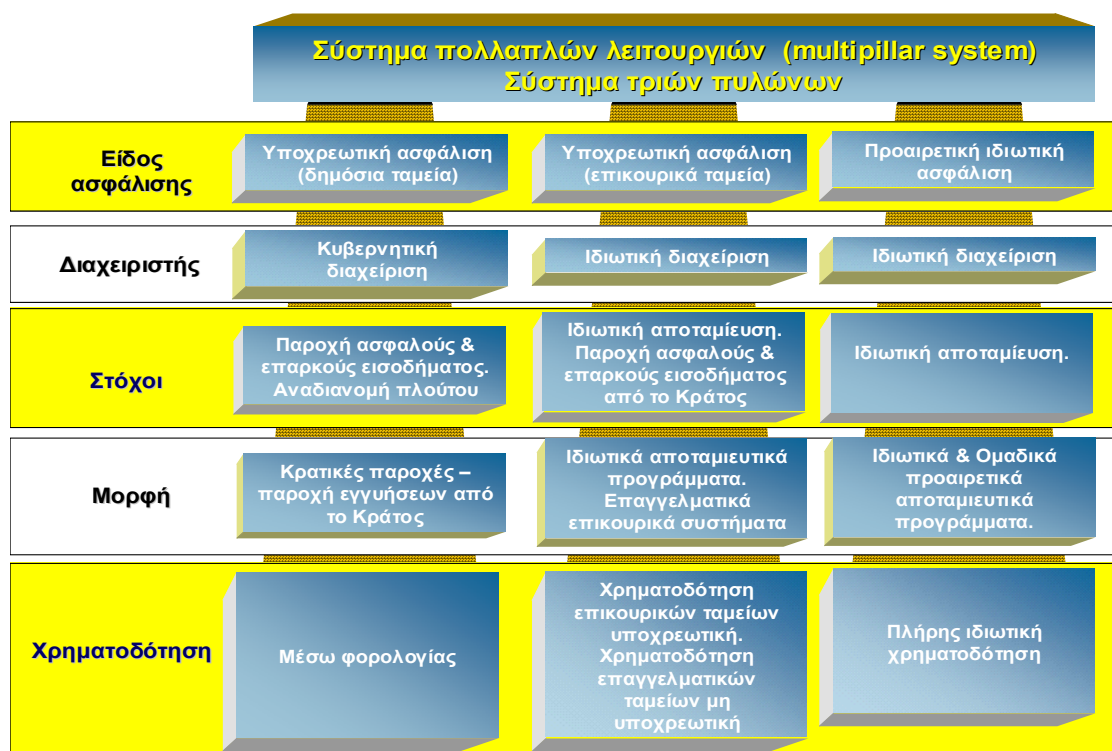 Σύστημα πολλαπλών λειτουργιών (multipillar system)
Σύστημα τριών πυλώνων
Είδος
ασφάλισης
Υποχρεωτική ασφάλιση
(δημόσια ταμεία)
Υποχρεωτική ασφάλιση
(επικουρικά ταμεία)
Προαιρετική ιδιωτική
ασφάλιση
Διαχειριστής
Κυβερνητική
διαχείριση
Ιδιωτική διαχείριση
Ιδιωτική διαχείριση
Στόχοι
Παροχή ασφαλούς &
επαρκούς εισοδήματος.
Αναδιανομή πλούτου
Ιδιωτική αποταμίευση.
Παροχή ασφαλούς &
επαρκούς εισοδήματος
από το Κράτος
Ιδιωτική αποταμίευση.
Μορφή
Κρατικές παροχές –
παροχή εγγυήσεων από
το Κράτος
Ιδιωτικά αποταμιευτικά
προγράμματα.
Επαγγελματικά
επικουρικά συστήματα
Ιδιωτικά & Ομαδικά
προαιρετικά
αποταμιευτικά
προγράμματα.
Χρηματοδότηση
Μέσω φορολογίας
Χρηματοδότηση
επικουρικών ταμείων
υποχρεωτική.
Χρηματοδότηση
επαγγελματικών
ταμείων μη
υποχρεωτική
Πλήρης ιδιωτική
χρηματοδότηση